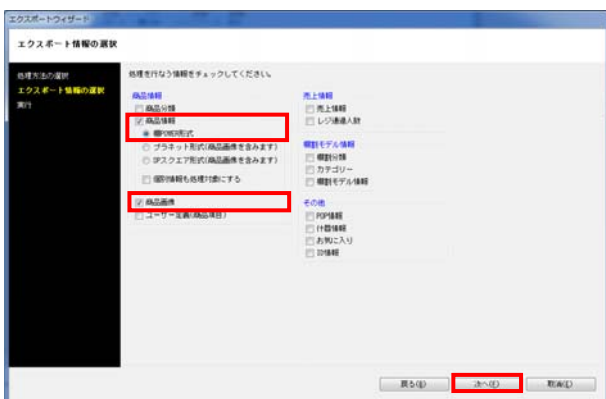 エクスポートウィザード
エクスポート情報の選択
処理方法の選択
エクスポート情報の選択
実行
処理を行なう情報をチェックしてください。
商品情報
商品分類
商品情報
棚POWER形式
プラネット形式(商品画像を含みます)
IPスクエア形式(商品画像を含みます)
個別情報も処理対象にする
商品画像
ユーザー定義(商品項目)
売上情報
売上情報
レジ通過人数
棚割モデル情報
棚割分類
カテゴリー
棚割モデル情報
その他
POP情報
什器情報
お気に入り
ID情報
戻る(B)
次へ(F)
取消(C)